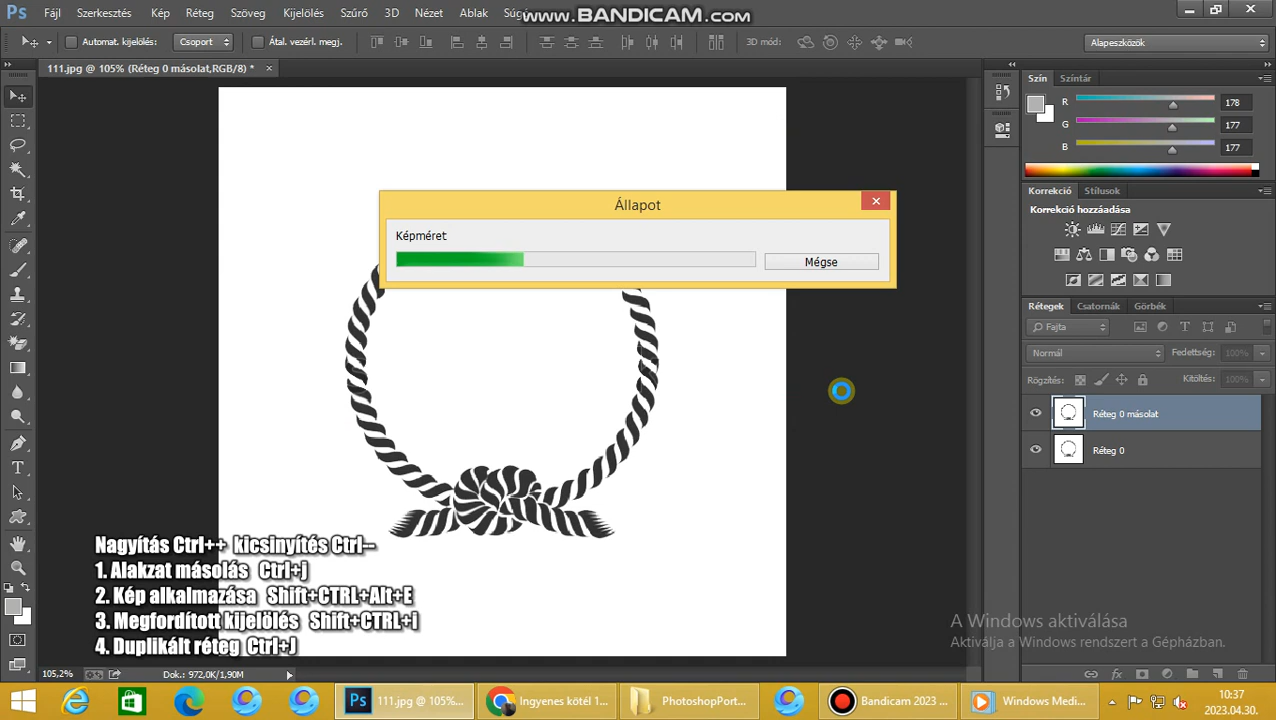 Ps Fájl Szerkesztés Kép Réteg Szöveg Kijelölés Szűrő 3D Nézet Ablak
www.BANDICAM.com
Automat. kijelölés: Csoport Átal. vezérl. megj. 3D mód: Alapeszközök
111.jpg @ 105% (Réteg 0 másolat,RGB/8) *
Szín Színtár
R 178
G 177
B 177
Korrekció Stílusok
Korrekció hozzáadása
Rétegek Csatornák Görbék
Fajta
Normál Fedettség: 100%
Rögzítés: Kitöltés: 100%
Réteg 0 másolat
Réteg 0
Állapot
Képméret
Mégse
Nagyítás Ctrl++ kicsinyítés Ctrl--
1. Alakzat másolás Ctrl+j
2. Kép alkalmazása Shift+CTRL+Alt+E
3. Megfordított kijelölés Shift+CTRL+i
4. Duplikált réteg Ctrl+J
A Windows aktiválása
Aktiválja a Windows rendszert a Gépházban.
105,2% Dok.: 972,0K/1,90M
Ps 111.jpg @ 105%... Ingyenes kötél 1... PhotoshopPort... Bandicam 2023 ... Windows Medi...
10:37
2023.04.30.